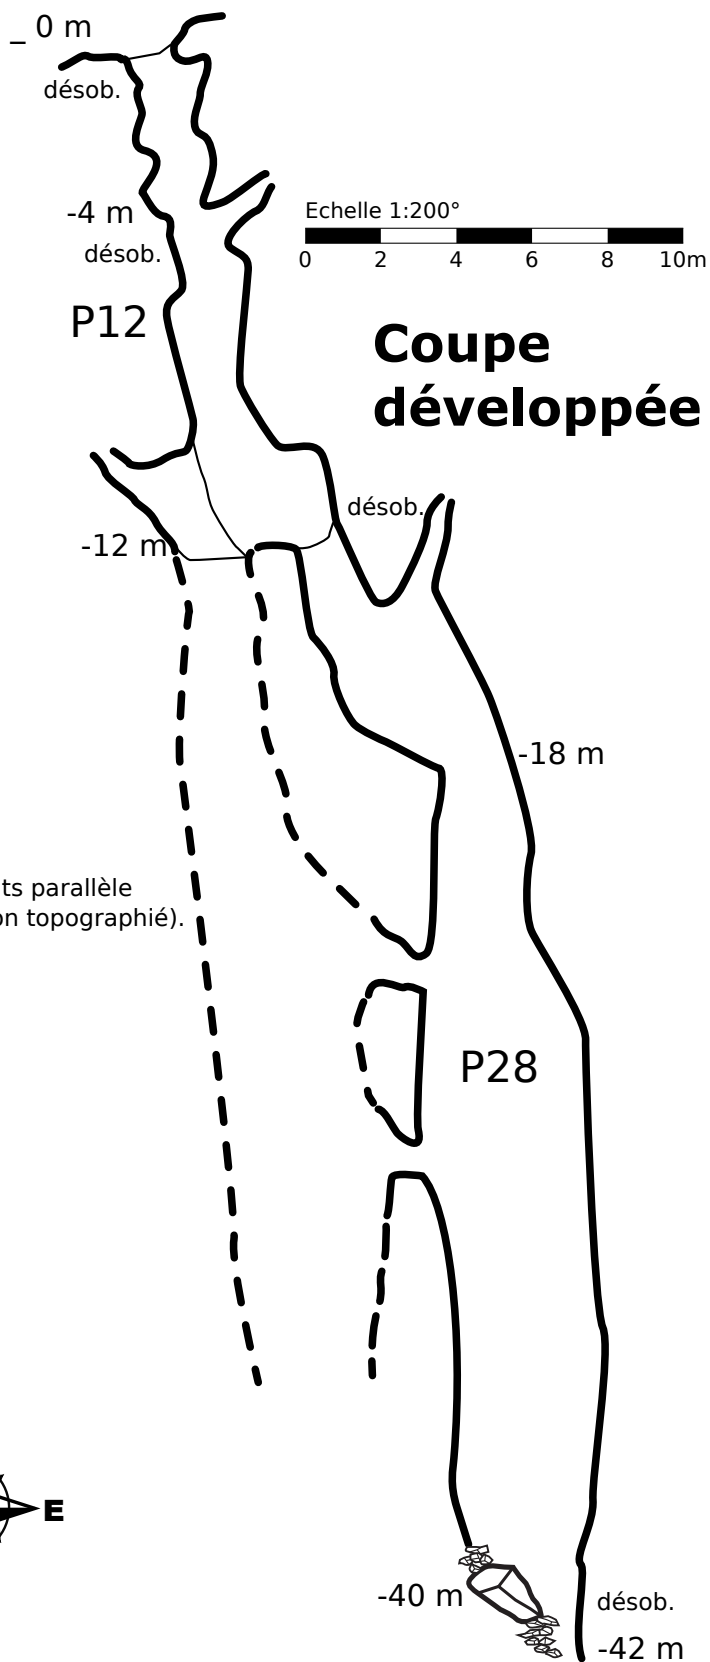 _ 0 m
désob.
-4 m
Echelle 1:200°
désob.
0 2 4 6 8 10m
P12
Coupe
développée
désob.
-12 m
-18 m
ts parallèle
on topographié).
P28
E
-40 m
désob.
-42 m